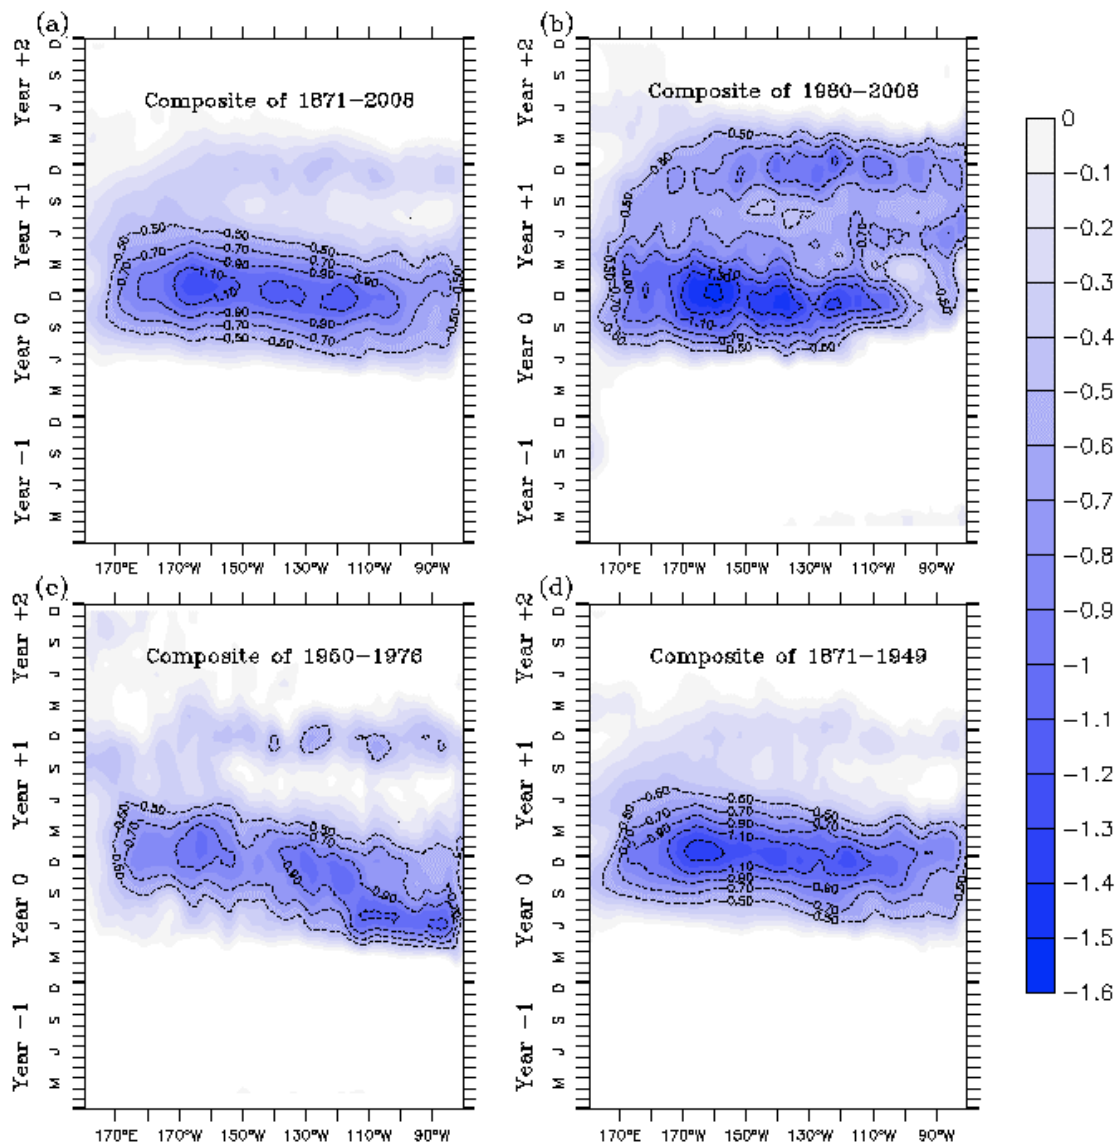 (a)
Composite of 1871−2008
Year +2
Year +1
Year 0
Year −1
D
S
J
M
D
S
J
M
D
S
J
M
D
S
J
M
170°E 170°W 150°W 130°W 110°W 90°W
(b)
Composite of 1980−2008
Year +2
Year +1
Year 0
Year −1
D
S
J
M
D
S
J
M
D
S
J
M
D
S
J
M
170°E 170°W 150°W 130°W 110°W 90°W
(c)
Composite of 1960−1976
Year +2
Year +1
Year 0
Year −1
D
S
J
M
D
S
J
M
D
S
J
M
D
S
J
M
170°E 170°W 150°W 130°W 110°W 90°W
(d)
Composite of 1871−1949
Year +2
Year +1
Year 0
Year −1
D
S
J
M
D
S
J
M
D
S
J
M
D
S
J
M
170°E 170°W 150°W 130°W 110°W 90°W
0
−0.1
−0.2
−0.3
−0.4
−0.5
−0.6
−0.7
−0.8
−0.9
−1
−1.1
−1.2
−1.3
−1.4
−1.5
−1.6